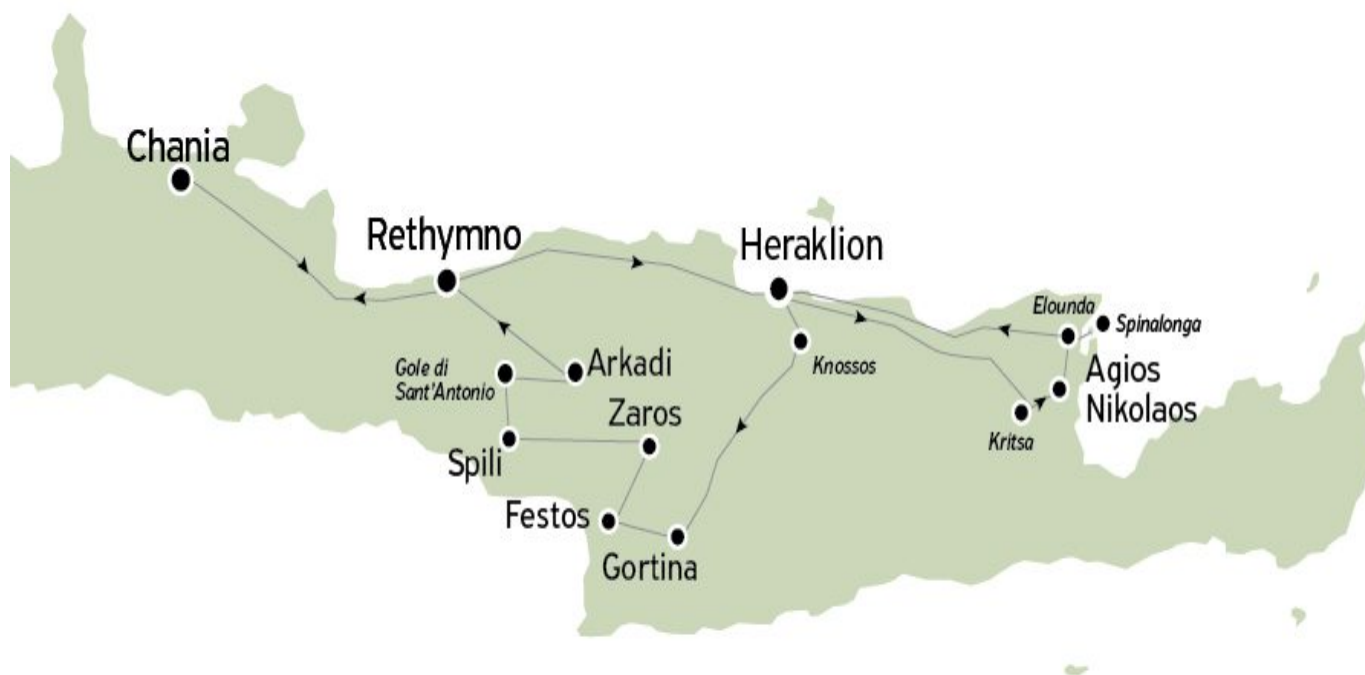 Chania
Rethymno
Heraklion
Elounda
Spinalonga
Knossos
Agios
Nikolaos
Kritsa
Gole di
Sant'Antonio
Arkadi
Zaros
Spili
Festos
Gortina